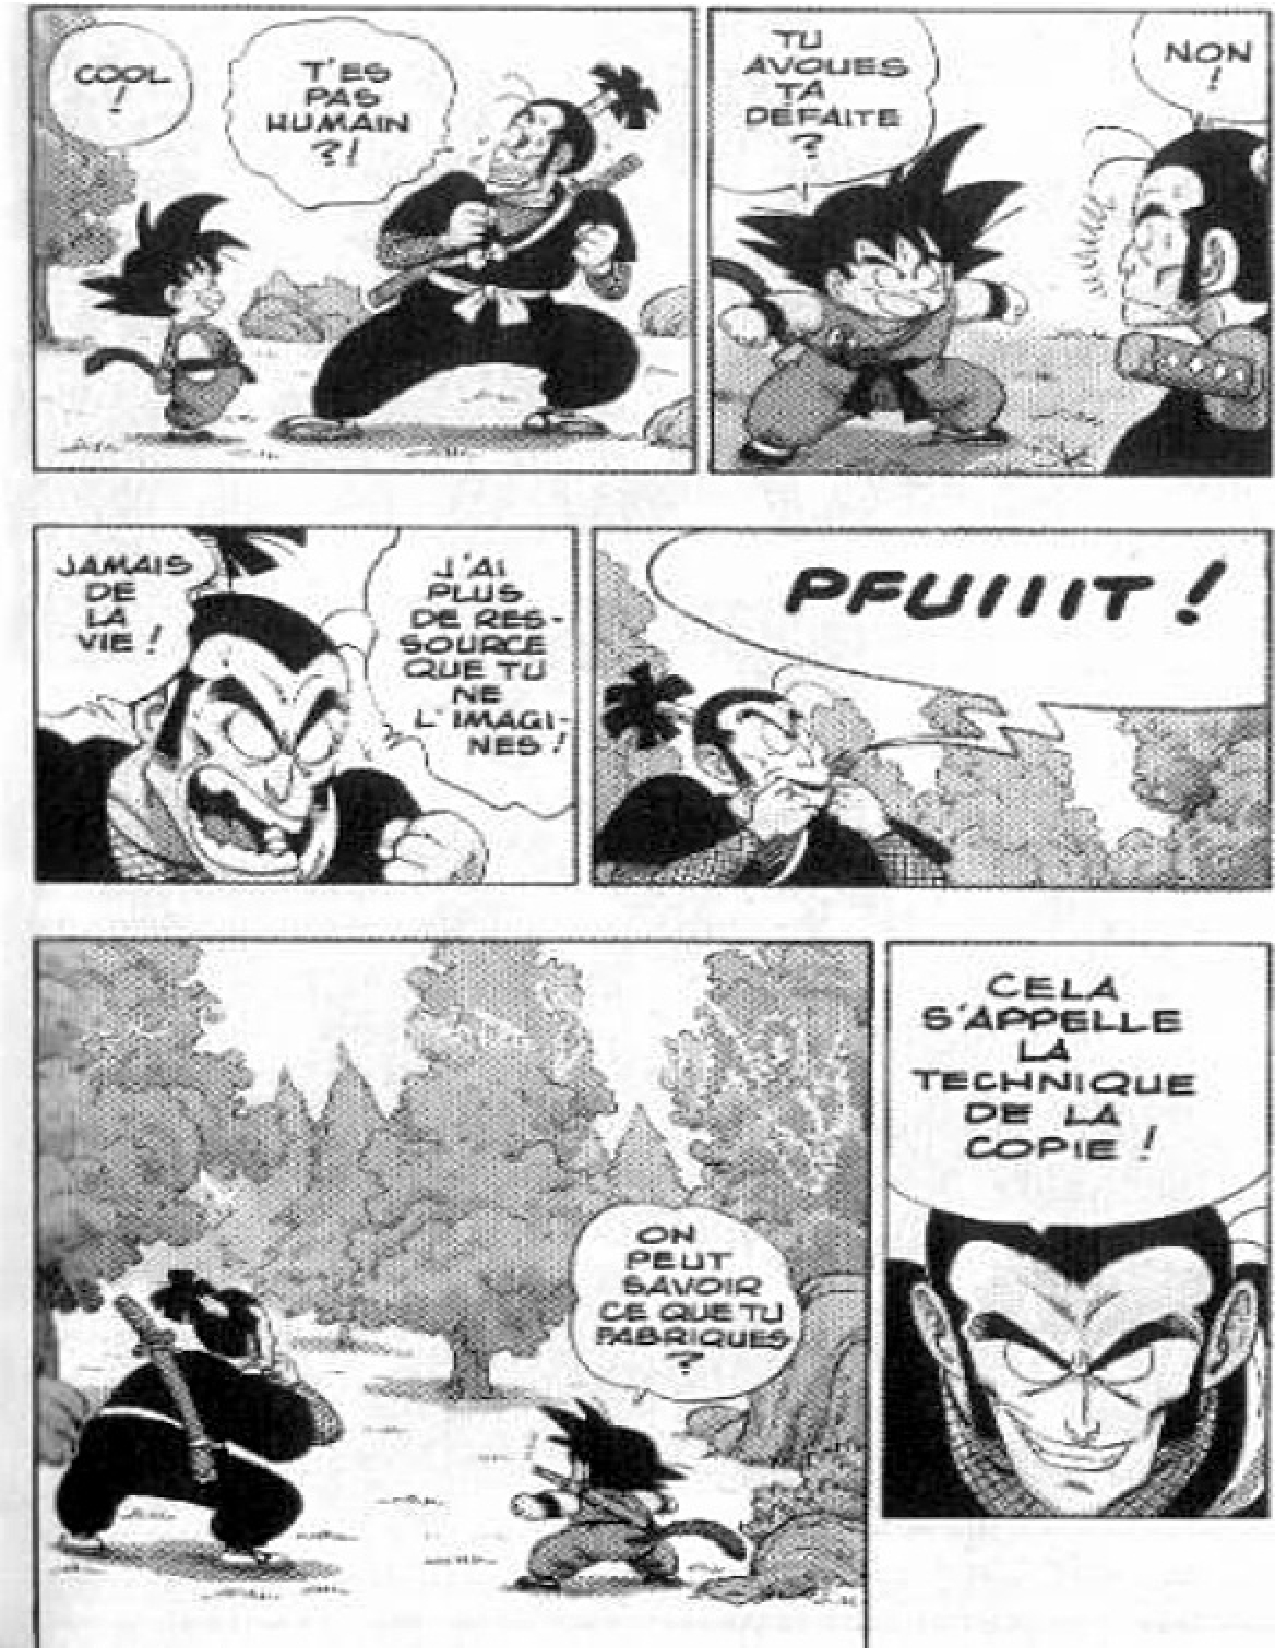 COOL
!
T'ES
PAS
HUMAIN
?!
TU
AVOUES
TA
DEFAITE
?
NON
!
JAMAIS
DE
LA
VIE !
J'AI
PLUS
DE RES-
SOURCE
QUE TU
NE
L'IMAGI-
NES !
PFUIIIT !
ON
PEUT
SAVOIR
CE QUE TU
FABRIQUES
?
CELA
S'APPELLE
LA
TECHNIQUE
DE LA
COPIE !